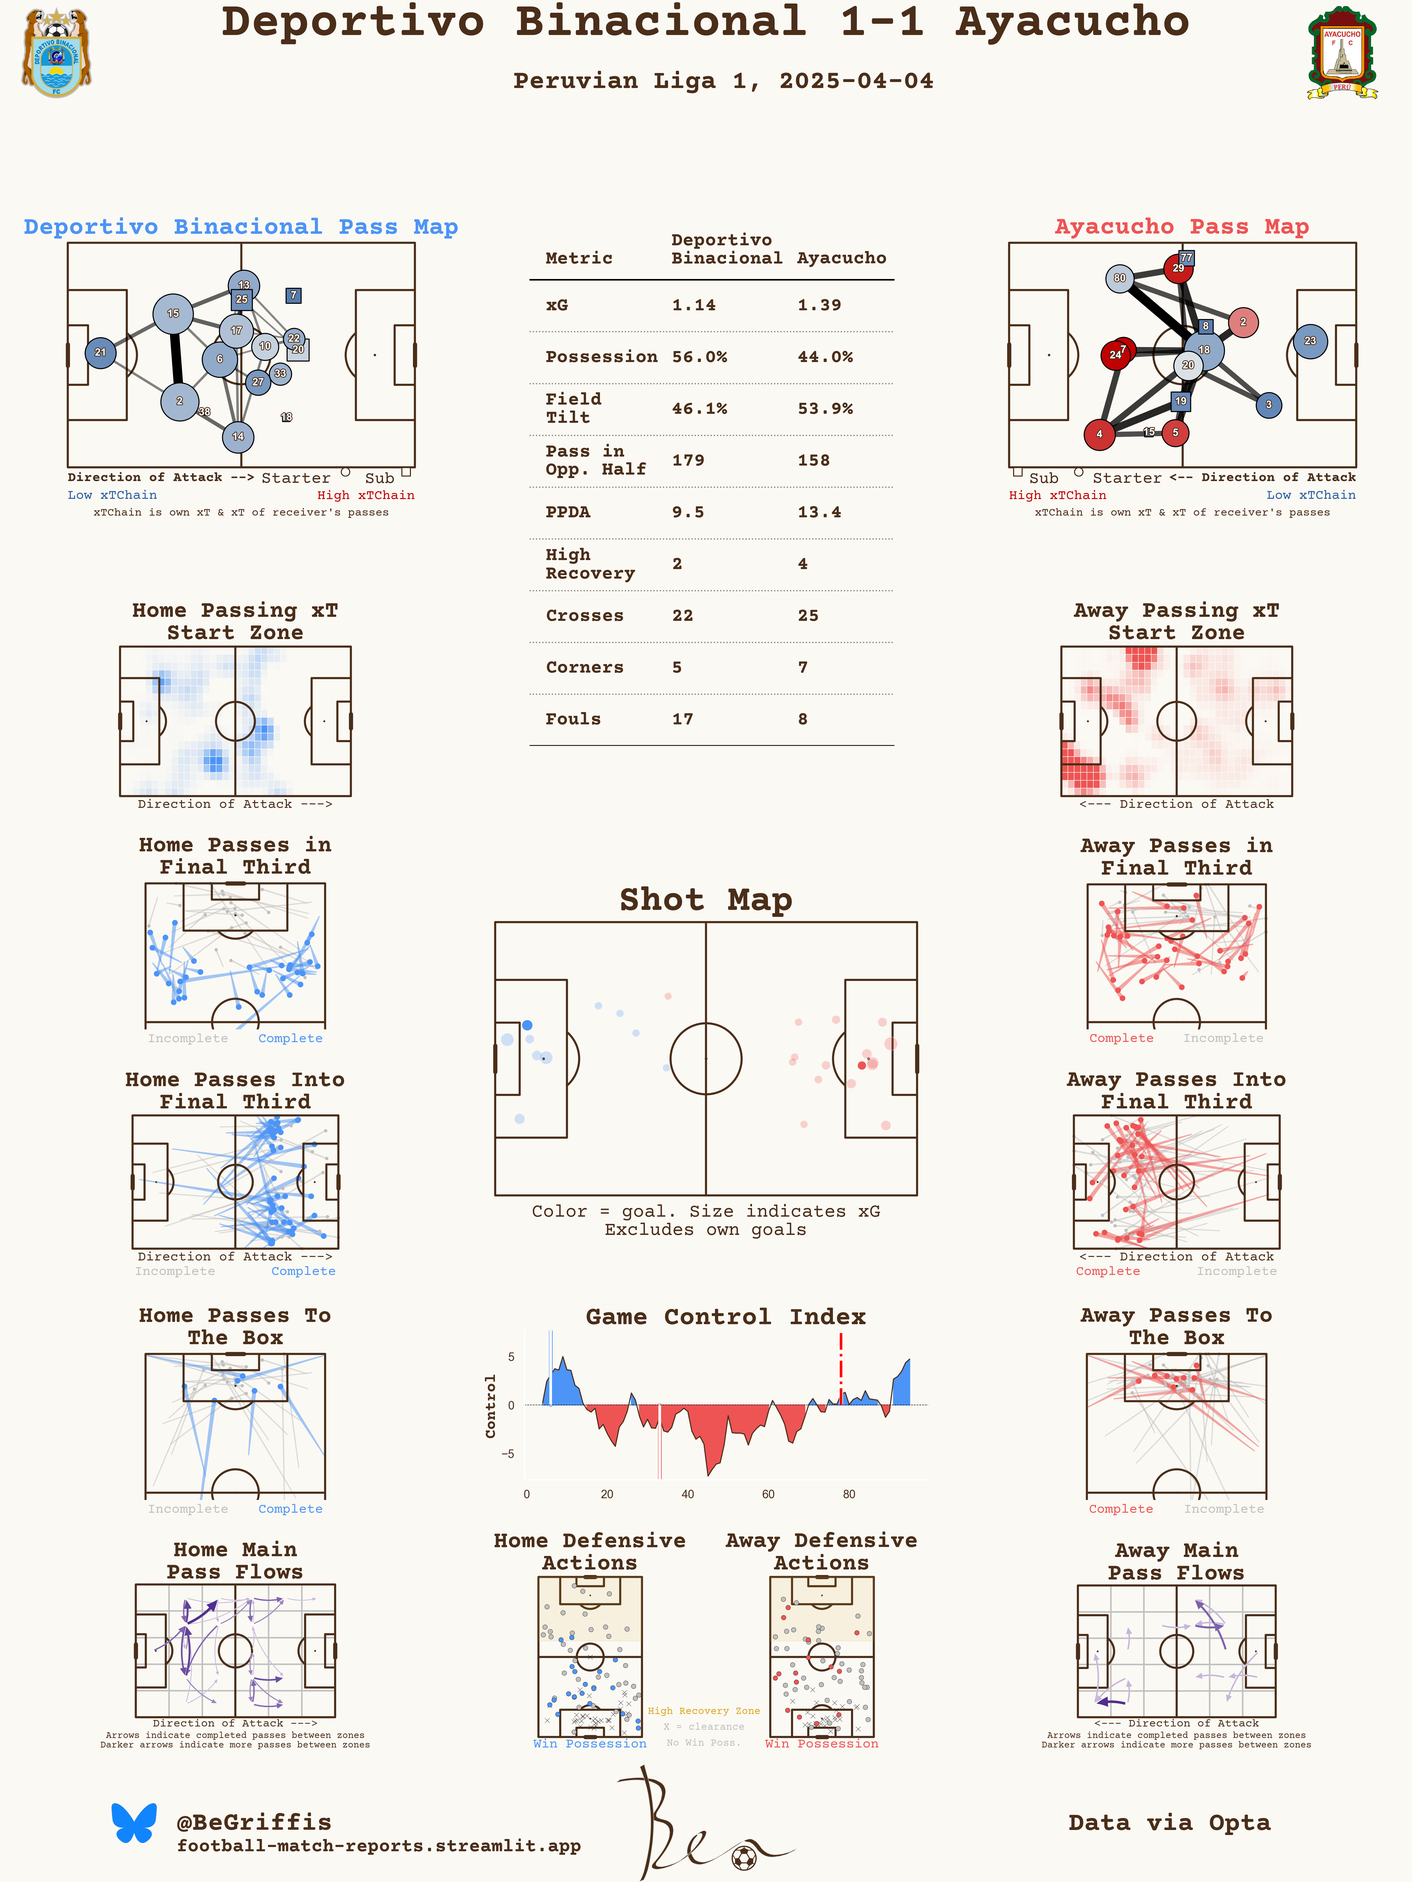 Deportivo Binacional 1-1 Ayacucho
Peruvian Liga 1, 2025-04-04
DEPORTIVO BINACIONAL
FC
AYACUCHO
F C
PERÚ
Deportivo Binacional Pass Map
13
25
7
15
17
22
10
20
21
6
33
27
2
38
18
14
Direction of Attack --> Starter Sub
Low xTChain High xTChain
xTChain is own xT & xT of receiver's passes
Metric Deportivo Binacional Ayacucho
xG 1.14 1.39
Possession 56.0% 44.0%
Field Tilt 46.1% 53.9%
Pass in Opp. Half 179 158
PPDA 9.5 13.4
High Recovery 2 4
Crosses 22 25
Corners 5 7
Fouls 17 8
Ayacucho Pass Map
77
29
80
2
8
23
7
24
18
20
19
3
4
15
5
Sub Starter <-- Direction of Attack
High xTChain Low xTChain
xTChain is own xT & xT of receiver's passes
Home Passing xT
Start Zone
Direction of Attack --->
Away Passing xT
Start Zone
<--- Direction of Attack
Home Passes in
Final Third
Incomplete Complete
Away Passes in
Final Third
Complete Incomplete
Shot Map
Color = goal. Size indicates xG
Excludes own goals
Home Passes Into
Final Third
Direction of Attack --->
Incomplete Complete
Away Passes Into
Final Third
<--- Direction of Attack
Complete Incomplete
Home Passes To
The Box
Incomplete Complete
Game Control Index
Control
5
0
−5
0 20 40 60 80
Away Passes To
The Box
Complete Incomplete
Home Main
Pass Flows
Direction of Attack --->
Arrows indicate completed passes between zones
Darker arrows indicate more passes between zones
Home Defensive
Actions
Win Possession
Away Defensive
Actions
Win Possession
High Recovery Zone
X = clearance
No Win Poss.
Away Main
Pass Flows
<--- Direction of Attack
Arrows indicate completed passes between zones
Darker arrows indicate more passes between zones
@BeGriffis
football-match-reports.streamlit.app
Ben
Data via Opta